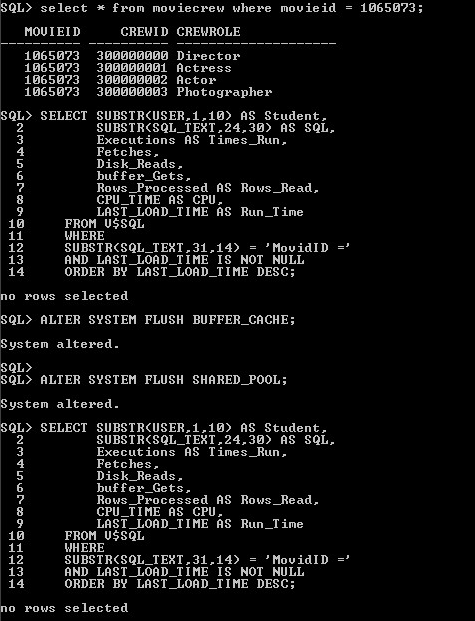 SQL> select * from moviecrew where movieid = 1065073;
MOVIEID CREWID CREWROLE
---------- ---------- --------------------
1065073 300000000 Director
1065073 300000001 Actress
1065073 300000002 Actor
1065073 300000003 Photographer
SQL> SELECT SUBSTR(USER,1,10) AS Student,
2 SUBSTR(SQL_TEXT,24,30) AS SQL,
3 Executions AS Times_Run,
4 Fetches,
5 Disk_Reads,
6 buffer_Gets,
7 Rows_Processed AS Rows_Read,
8 CPU_TIME AS CPU,
9 LAST_LOAD_TIME AS Run_Time
10 FROM V$SQL
11 WHERE
12 SUBSTR(SQL_TEXT,31,14) = 'MovidID ='
13 AND LAST_LOAD_TIME IS NOT NULL
14 ORDER BY LAST_LOAD_TIME DESC;
no rows selected
SQL> ALTER SYSTEM FLUSH BUFFER_CACHE;
System altered.
SQL>
SQL> ALTER SYSTEM FLUSH SHARED_POOL;
System altered.
SQL> SELECT SUBSTR(USER,1,10) AS Student,
2 SUBSTR(SQL_TEXT,24,30) AS SQL,
3 Executions AS Times_Run,
4 Fetches,
5 Disk_Reads,
6 buffer_Gets,
7 Rows_Processed AS Rows_Read,
8 CPU_TIME AS CPU,
9 LAST_LOAD_TIME AS Run_Time
10 FROM V$SQL
11 WHERE
12 SUBSTR(SQL_TEXT,31,14) = 'MovidID ='
13 AND LAST_LOAD_TIME IS NOT NULL
14 ORDER BY LAST_LOAD_TIME DESC;
no rows selected